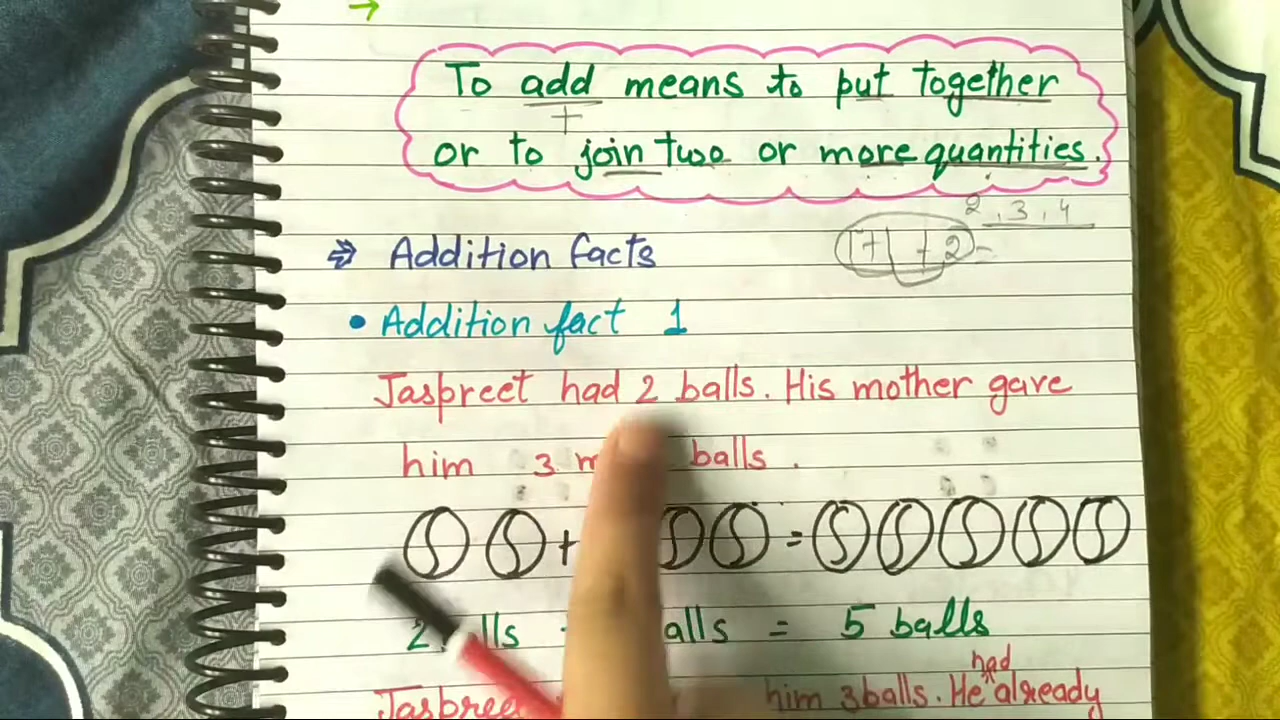 To add means to put together
+
or to join two or more quantities.
2, 3, 4
⇒ Addition facts
1+1+2=
• Addition fact 1
Jaspreet had 2 balls. His mother gave
him 3 balls.
+ =
2 balls = 5 balls
had
him 3 balls. He already